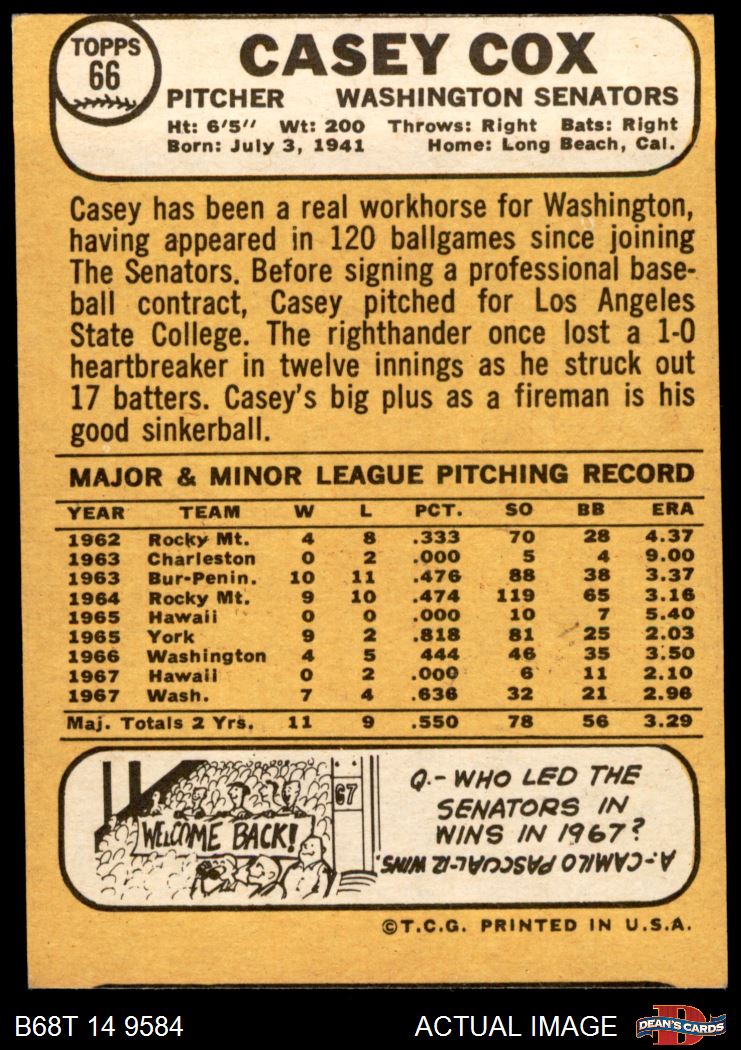 TOPPS
66
CASEY COX
PITCHER WASHINGTON SENATORS
Ht: 6'5" Wt: 200 Throws: Right Bats: Right
Born: July 3, 1941 Home: Long Beach, Cal.
Casey has been a real workhorse for Washington,
having appeared in 120 ballgames since joining
The Senators. Before signing a professional base-
ball contract, Casey pitched for Los Angeles
State College. The righthander once lost a 1-0
heartbreaker in twelve innings as he struck out
17 batters. Casey's big plus as a fireman is his
good sinkerball.
MAJOR & MINOR LEAGUE PITCHING RECORD
YEAR TEAM W L PCT. SO BB ERA
1962 Rocky Mt. 4 8 .333 70 28 4.37
1963 Charleston 0 2 .000 5 4 9.00
1963 Bur-Penin. 10 11 .476 88 38 3.37
1964 Rocky Mt. 9 10 .474 119 65 3.16
1965 Hawaii 0 0 .000 10 7 5.40
1965 York 9 2 .818 81 25 2.03
1966 Washington 4 5 444 46 35 3.50
1967 Hawaii 0 2 .000 6 11 2.10
1967 Wash. 7 4 .636 32 21 2.96
Maj. Totals 2 Yrs. 11 9 .550 78 56 3.29
67
WELCOME BACK!
Q.- WHO LED THE
SENATORS IN
WINS IN 1967?
A-: CAMILO PASCUAL-12 WINS.
©T.C.G. PRINTED IN U.S.A.
B68T 14 9584 ACTUAL IMAGE
D
DEAN'S CARDS